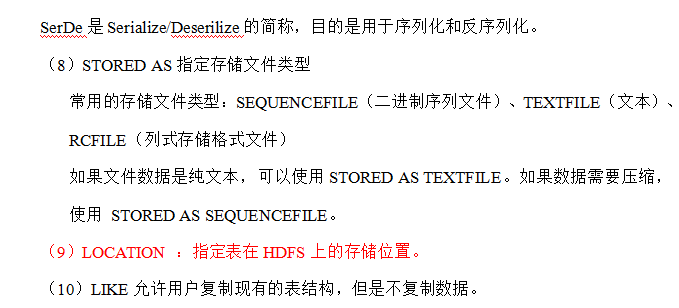 SerDe 是 Serialize/Deserilize 的简称，目的是用于序列化和反序列化。
（8）STORED AS 指定存储文件类型
常用的存储文件类型：SEQUENCEFILE（二进制序列文件）、TEXTFILE（文本）、
RCFILE（列式存储格式文件）
如果文件数据是纯文本，可以使用 STORED AS TEXTFILE。如果数据需要压缩，
使用 STORED AS SEQUENCEFILE。
（9）LOCATION ：指定表在 HDFS 上的存储位置。
（10）LIKE 允许用户复制现有的表结构，但是不复制数据。